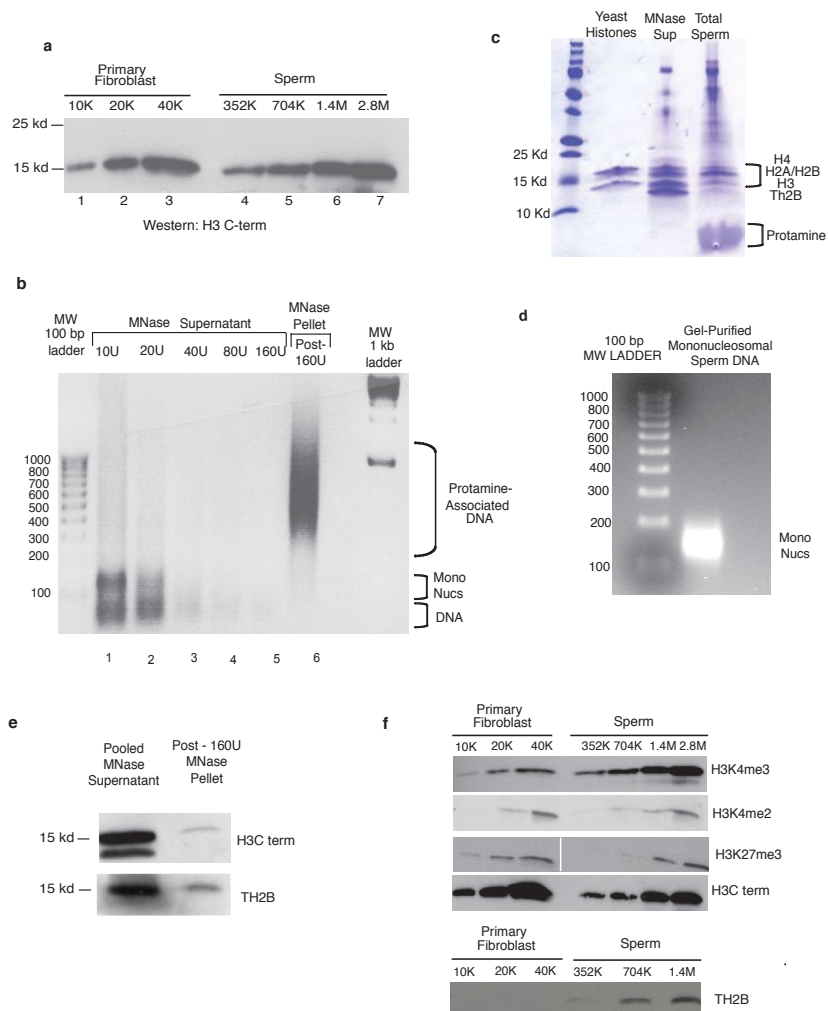 a
Primary
Fibroblast
Sperm
10K 20K 40K 352K 704K 1.4M 2.8M
25 kd
15 kd
1 2 3 4 5 6 7
Western: H3 C-term
b
MW
100 bp
ladder
MNase Supernatant
10U 20U 40U 80U 160U
MNase
Pellet
Post-
160U
MW
1 kb
ladder
1000
800
700
600
500
400
300
200
100
Protamine-
Associated
DNA
Mono
Nucs
DNA
1 2 3 4 5 6
c
Yeast
Histones
MNase
Sup
Total
Sperm
25 Kd
15 Kd
10 Kd
H4
H2A/H2B
H3
Th2B
Protamine
d
100 bp
MW LADDER
Gel-Purified
Mononucleosomal
Sperm DNA
1000
800
700
600
500
400
300
200
100
Mono
Nucs
e
Pooled
MNase
Supernatant
Post - 160U
MNase
Pellet
15 kd
H3C term
15 kd
TH2B
f
Primary
Fibroblast
Sperm
10K 20K 40K 352K 704K 1.4M 2.8M
H3K4me3
H3K4me2
H3K27me3
H3C term
Primary
Fibroblast
Sperm
10K 20K 40K 352K 704K 1.4M
TH2B